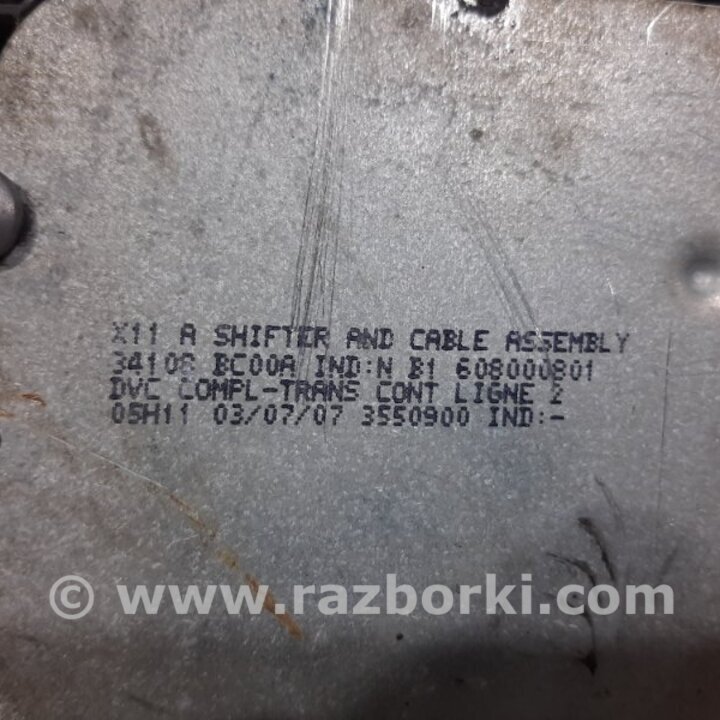 X11 A SHIFTER AND CABLE ASSEMBLY
34108 BC00A IND:N B1 608000801
DVC COMPL-TRANS CONT LIGNE 2
05H11 03/07/07 3550900 IND:-
© www.razborki.com